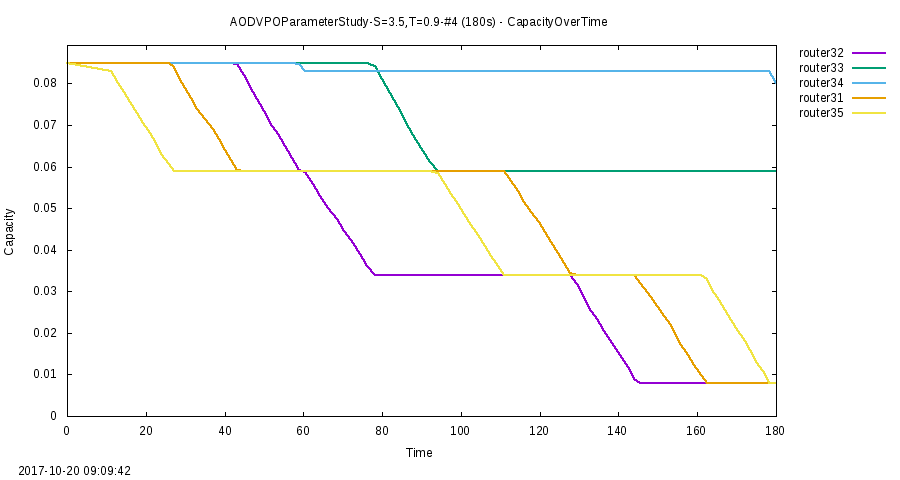 AODVPOParameterStudy-S=3.5,T=0.9-#4 (180s) - CapacityOverTime
router32
router33
router34
router31
router35
0.08
0.07
0.06
0.05
0.04
0.03
0.02
0.01
0
Capacity
0 20 40 60 80 100 120 140 160 180
Time
2017-10-20 09:09:42